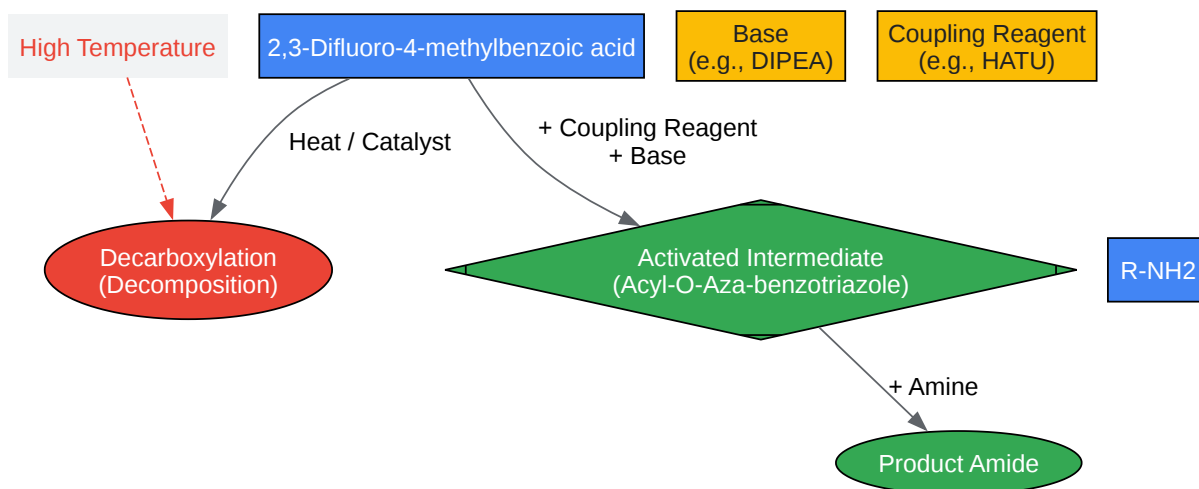 High Temperature
2,3-Difluoro-4-methylbenzoic acid
Base
(e.g., DIPEA)
Coupling Reagent
(e.g., HATU)
Heat / Catalyst
+ Coupling Reagent
+ Base
Decarboxylation
(Decomposition)
Activated Intermediate
(Acyl-O-Aza-benzotriazole)
R-NH2
+ Amine
Product Amide